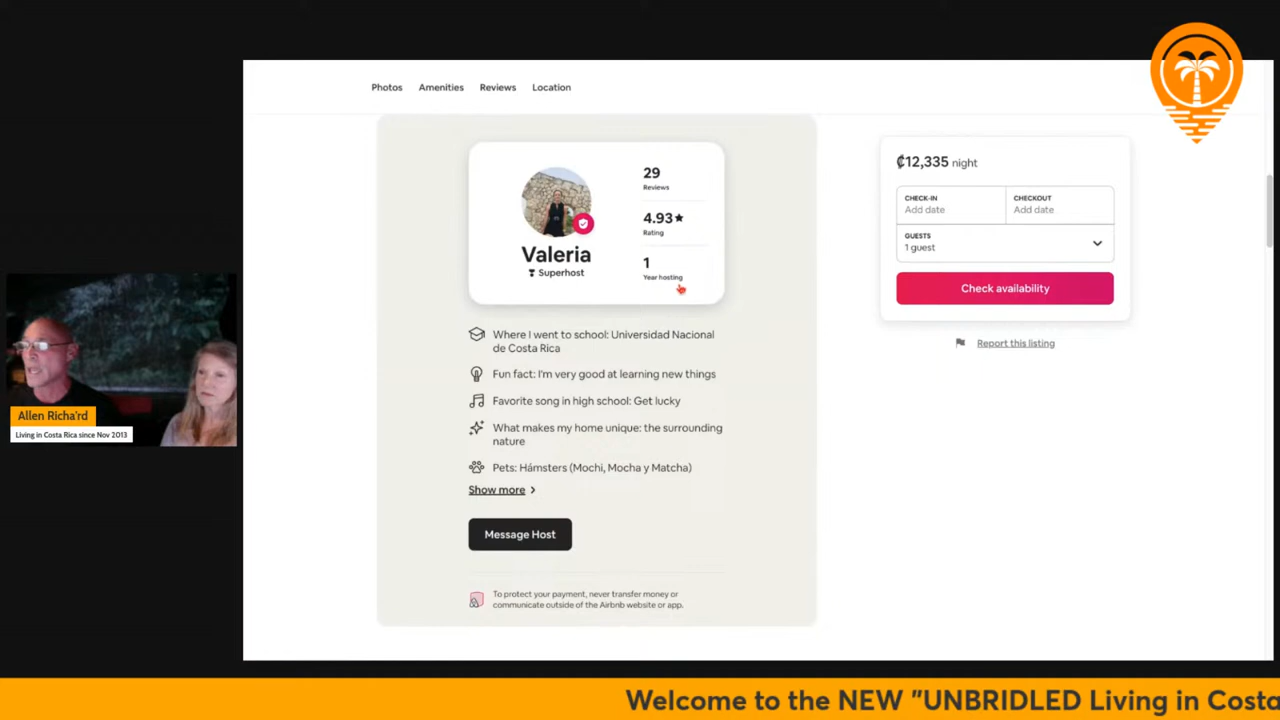 Photos Amenities Reviews Location
29
Reviews
4.93★
Rating
1
Year hosting
Valeria
Superhost
₡12,335 night
CHECK-IN
Add date
CHECKOUT
Add date
GUESTS
1 guest
Check availability
Report this listing
Where I went to school: Universidad Nacional
de Costa Rica
Fun fact: I'm very good at learning new things
Favorite song in high school: Get lucky
What makes my home unique: the surrounding
nature
Pets: Hámsters (Mochi, Mocha y Matcha)
Show more
Message Host
To protect your payment, never transfer money or
communicate outside of the Airbnb website or app.
Allen Richa'rd
Living in Costa Rica since Nov 2013
Welcome to the NEW "UNBRIDLED Living in Costa